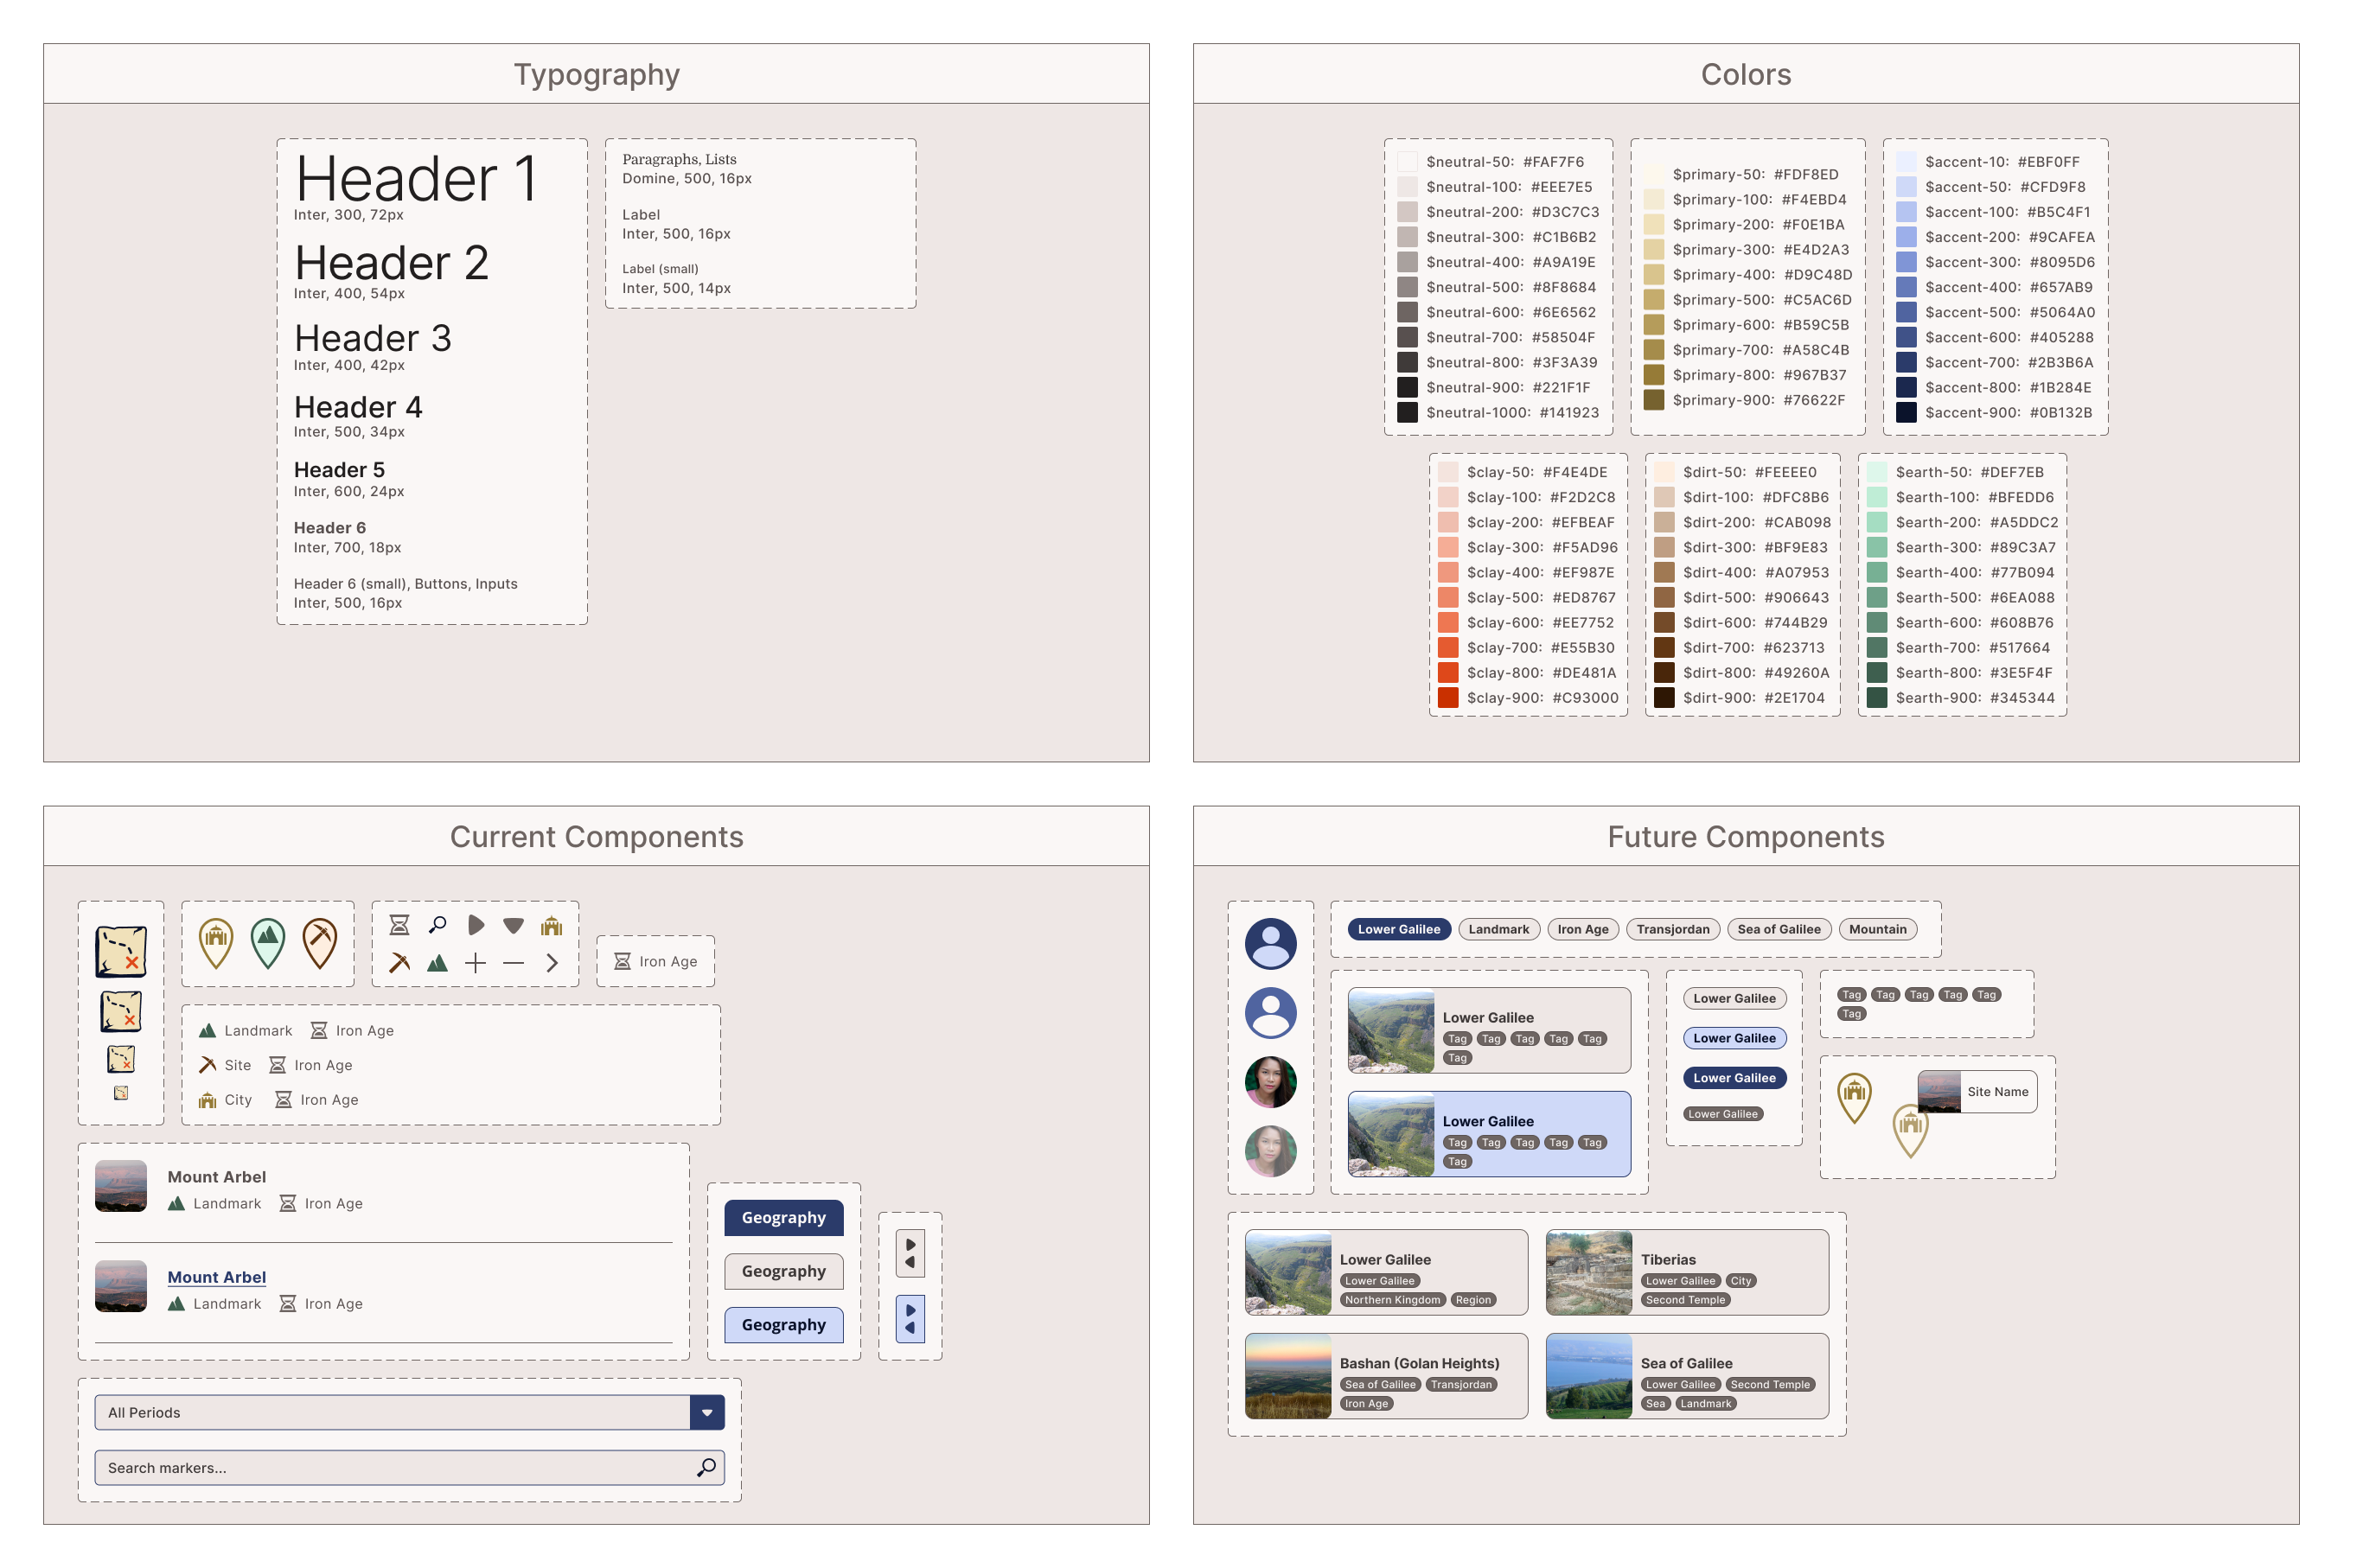 Typography
Header 1
Inter, 300, 72px
Header 2
Inter, 400, 54px
Header 3
Inter, 400, 42px
Header 4
Inter, 500, 34px
Header 5
Inter, 600, 24px
Header 6
Inter, 700, 18px
Header 6 (small), Buttons, Inputs
Inter, 500, 16px
Paragraphs, Lists
Domine, 500, 16px
Label
Inter, 500, 16px
Label (small)
Inter, 500, 14px
Colors
$neutral-50: #FAF7F6
$neutral-100: #EEE7E5
$neutral-200: #D3C7C3
$neutral-300: #C1B6B2
$neutral-400: #A9A19E
$neutral-500: #8F8684
$neutral-600: #6E6562
$neutral-700: #58504F
$neutral-800: #3F3A39
$neutral-900: #221F1F
$neutral-1000: #141923
$primary-50: #FDF8ED
$primary-100: #F4EBD4
$primary-200: #F0E1BA
$primary-300: #E4D2A3
$primary-400: #D9C48D
$primary-500: #C5AC6D
$primary-600: #B59C5B
$primary-700: #A58C4B
$primary-800: #967B37
$primary-900: #76622F
$accent-10: #EBF0FF
$accent-50: #CFD9F8
$accent-100: #B5C4F1
$accent-200: #9CAFEA
$accent-300: #8095D6
$accent-400: #657AB9
$accent-500: #5064A0
$accent-600: #405288
$accent-700: #2B3B6A
$accent-800: #1B284E
$accent-900: #0B132B
$clay-50: #F4E4DE
$clay-100: #F2D2C8
$clay-200: #EFBEAF
$clay-300: #F5AD96
$clay-400: #EF987E
$clay-500: #ED8767
$clay-600: #EE7752
$clay-700: #E55B30
$clay-800: #DE481A
$clay-900: #C93000
$dirt-50: #FEEEE0
$dirt-100: #DFC8B6
$dirt-200: #CAB098
$dirt-300: #BF9E83
$dirt-400: #A07953
$dirt-500: #906643
$dirt-600: #744B29
$dirt-700: #623713
$dirt-800: #49260A
$dirt-900: #2E1704
$earth-50: #DEF7EB
$earth-100: #BFEDD6
$earth-200: #A5DDC2
$earth-300: #89C3A7
$earth-400: #77B094
$earth-500: #6EA088
$earth-600: #608B76
$earth-700: #517664
$earth-800: #3E5F4F
$earth-900: #345344
Current Components
Iron Age
Landmark Iron Age
Site Iron Age
City Iron Age
Mount Arbel
Landmark Iron Age
Mount Arbel
Landmark Iron Age
Geography
Geography
Geography
All Periods
Search markers...
Future Components
Lower Galilee Landmark Iron Age Transjordan Sea of Galilee Mountain
Lower Galilee
Tag Tag Tag Tag Tag
Tag
Lower Galilee
Tag Tag Tag Tag Tag
Tag
Lower Galilee
Lower Galilee
Lower Galilee
Lower Galilee
Tag Tag Tag Tag Tag
Tag
Site Name
Lower Galilee
Lower Galilee
Northern Kingdom Region
Tiberias
Lower Galilee City
Second Temple
Bashan (Golan Heights)
Sea of Galilee Transjordan
Iron Age
Sea of Galilee
Lower Galilee Second Temple
Sea Landmark